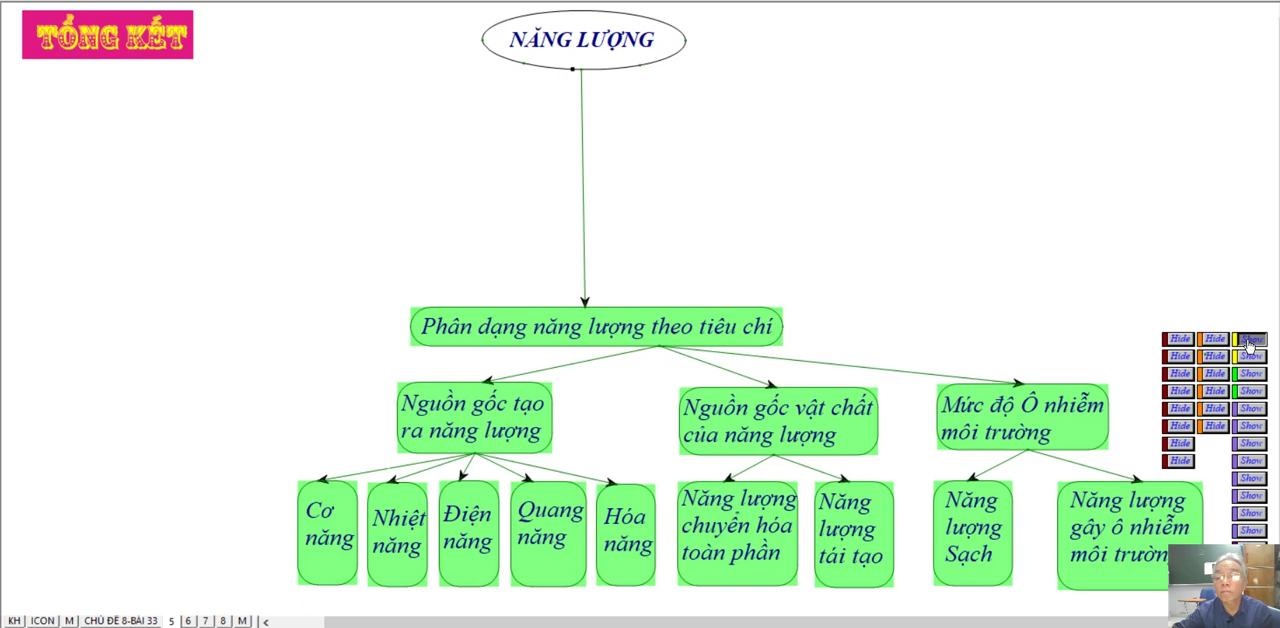 TỔNG KẾT
NĂNG LƯỢNG
Phân dạng năng lượng theo tiêu chí
Nguồn gốc tạo
ra năng lượng
Nguồn gốc vật chất
của năng lượng
Mức độ Ô nhiễm
môi trường
Cơ
năng
Nhiệt
năng
Điện
năng
Quang
năng
Hóa
năng
Năng lượng
chuyển hóa
toàn phần
Năng
lượng
tái tạo
Năng
lượng
Sạch
Năng lượng
gây ô nhiễm
môi trườn
Hide Hide Show
Hide Hide Show
Hide Hide Show
Hide Hide Show
Hide Hide Show
Hide Hide Show
Hide Show
Hide Show
Show
Show
Show
Show
KH ICON M CHỦ ĐỀ 8-BÀI 33 5 6 7 8 M